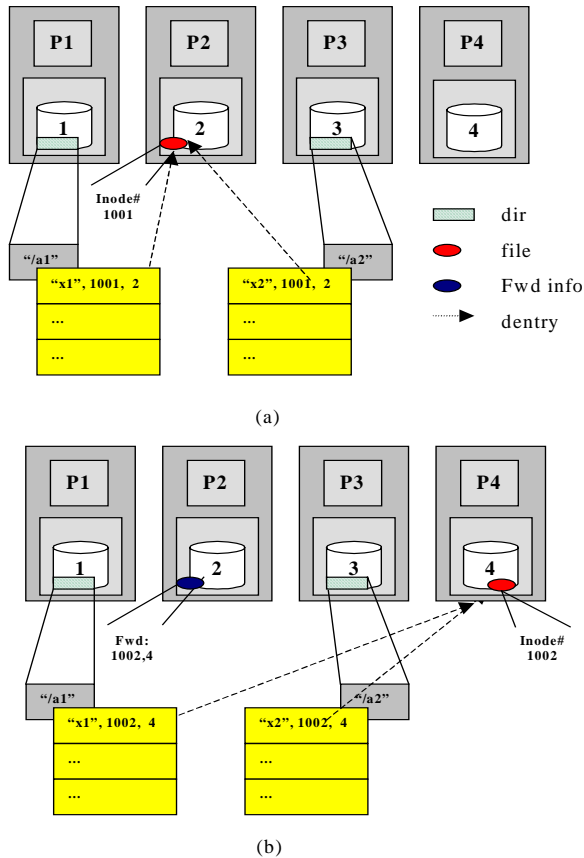 P1 P2 P3 P4
1 2 3 4
Inode#
1001
"/a1" "/a2"
"x1", 1001, 2 "x2", 1001, 2
... ...
... ...
dir
file
Fwd info
dentry
(a)
P1 P2 P3 P4
1 2 3 4
Fwd:
1002,4
Inode#
1002
"/a1" "/a2"
"x1", 1002, 4 "x2", 1002, 4
... ...
... ...
(b)